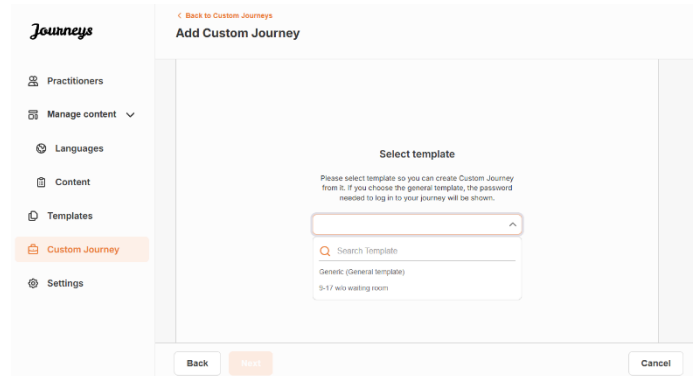 Journeys
Practitioners
Manage content
Languages
Content
Templates
Custom Journey
Settings
Back to Custom Journeys
Add Custom Journey
Select template
Please select template so you can create Custom Journey
from it. If you choose the general template, the password
needed to log in to your journey will be shown.
Search Template
Generic (General template)
5-17 w/o waiting room
Back
Next
Cancel